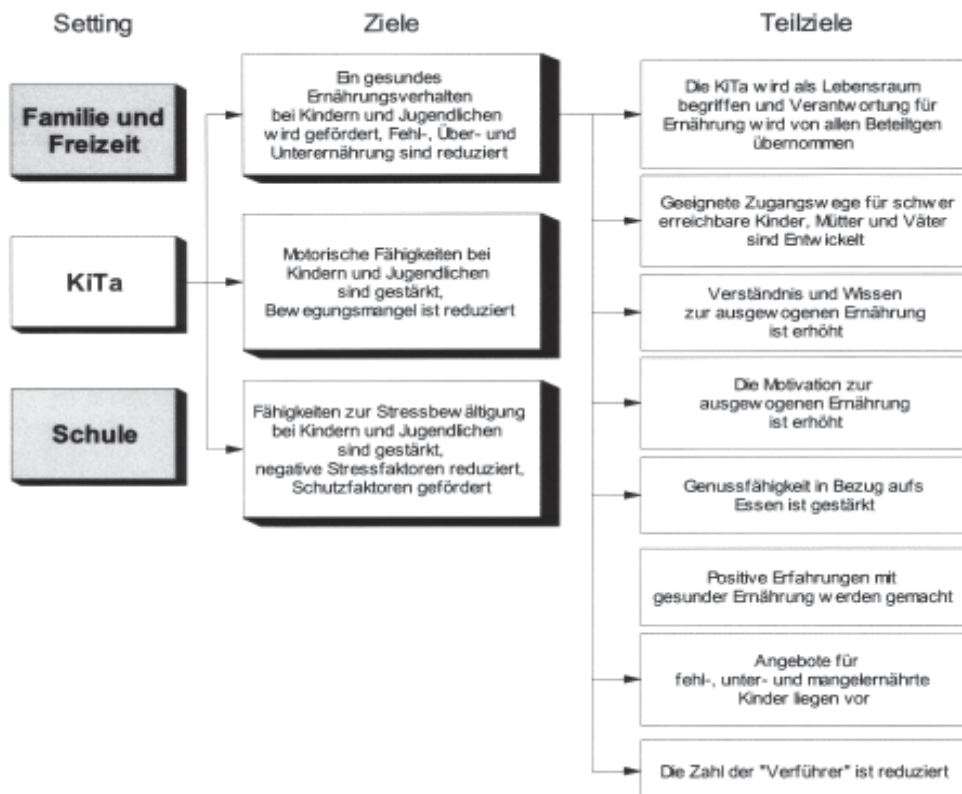 Setting
Ziele
Teilziele
Familie und
Freizeit
KiTa
Schule
Ein gesundes
Ernährungsverhalten
bei Kindern und Jugendlichen
wird gefördert, Fehl-, Über- und
Unterernährung sind reduziert
Motorische Fähigkeiten bei
Kindern und Jugendlichen
sind gestärkt,
Bewegungsmangel ist reduziert
Fähigkeiten zur Stressbewältigung
bei Kindern und Jugendlichen
sind gestärkt,
negative Stressfaktoren reduziert,
Schutzfaktoren gefördert
Die KiTa wird als Lebensraum
begriffen und Verantwortung für
Ernährung wird von allen Beteiltgen
übernommen
Geeignete Zugangswege für schwer
erreichbare Kinder, Mütter und Väter
sind Entwickelt
Verständnis und Wissen
zur ausgewogenen Ernährung
ist erhöht
Die Motivation zur
ausgewogenen Ernährung
ist erhöht
Genussfähigkeit in Bezug aufs
Essen ist gestärkt
Positive Erfahrungen mit
gesunder Ernährung werden gemacht
Angebote für
fehl-, unter- und mangelernährte
Kinder liegen vor
Die Zahl der "Verführer" ist reduziert